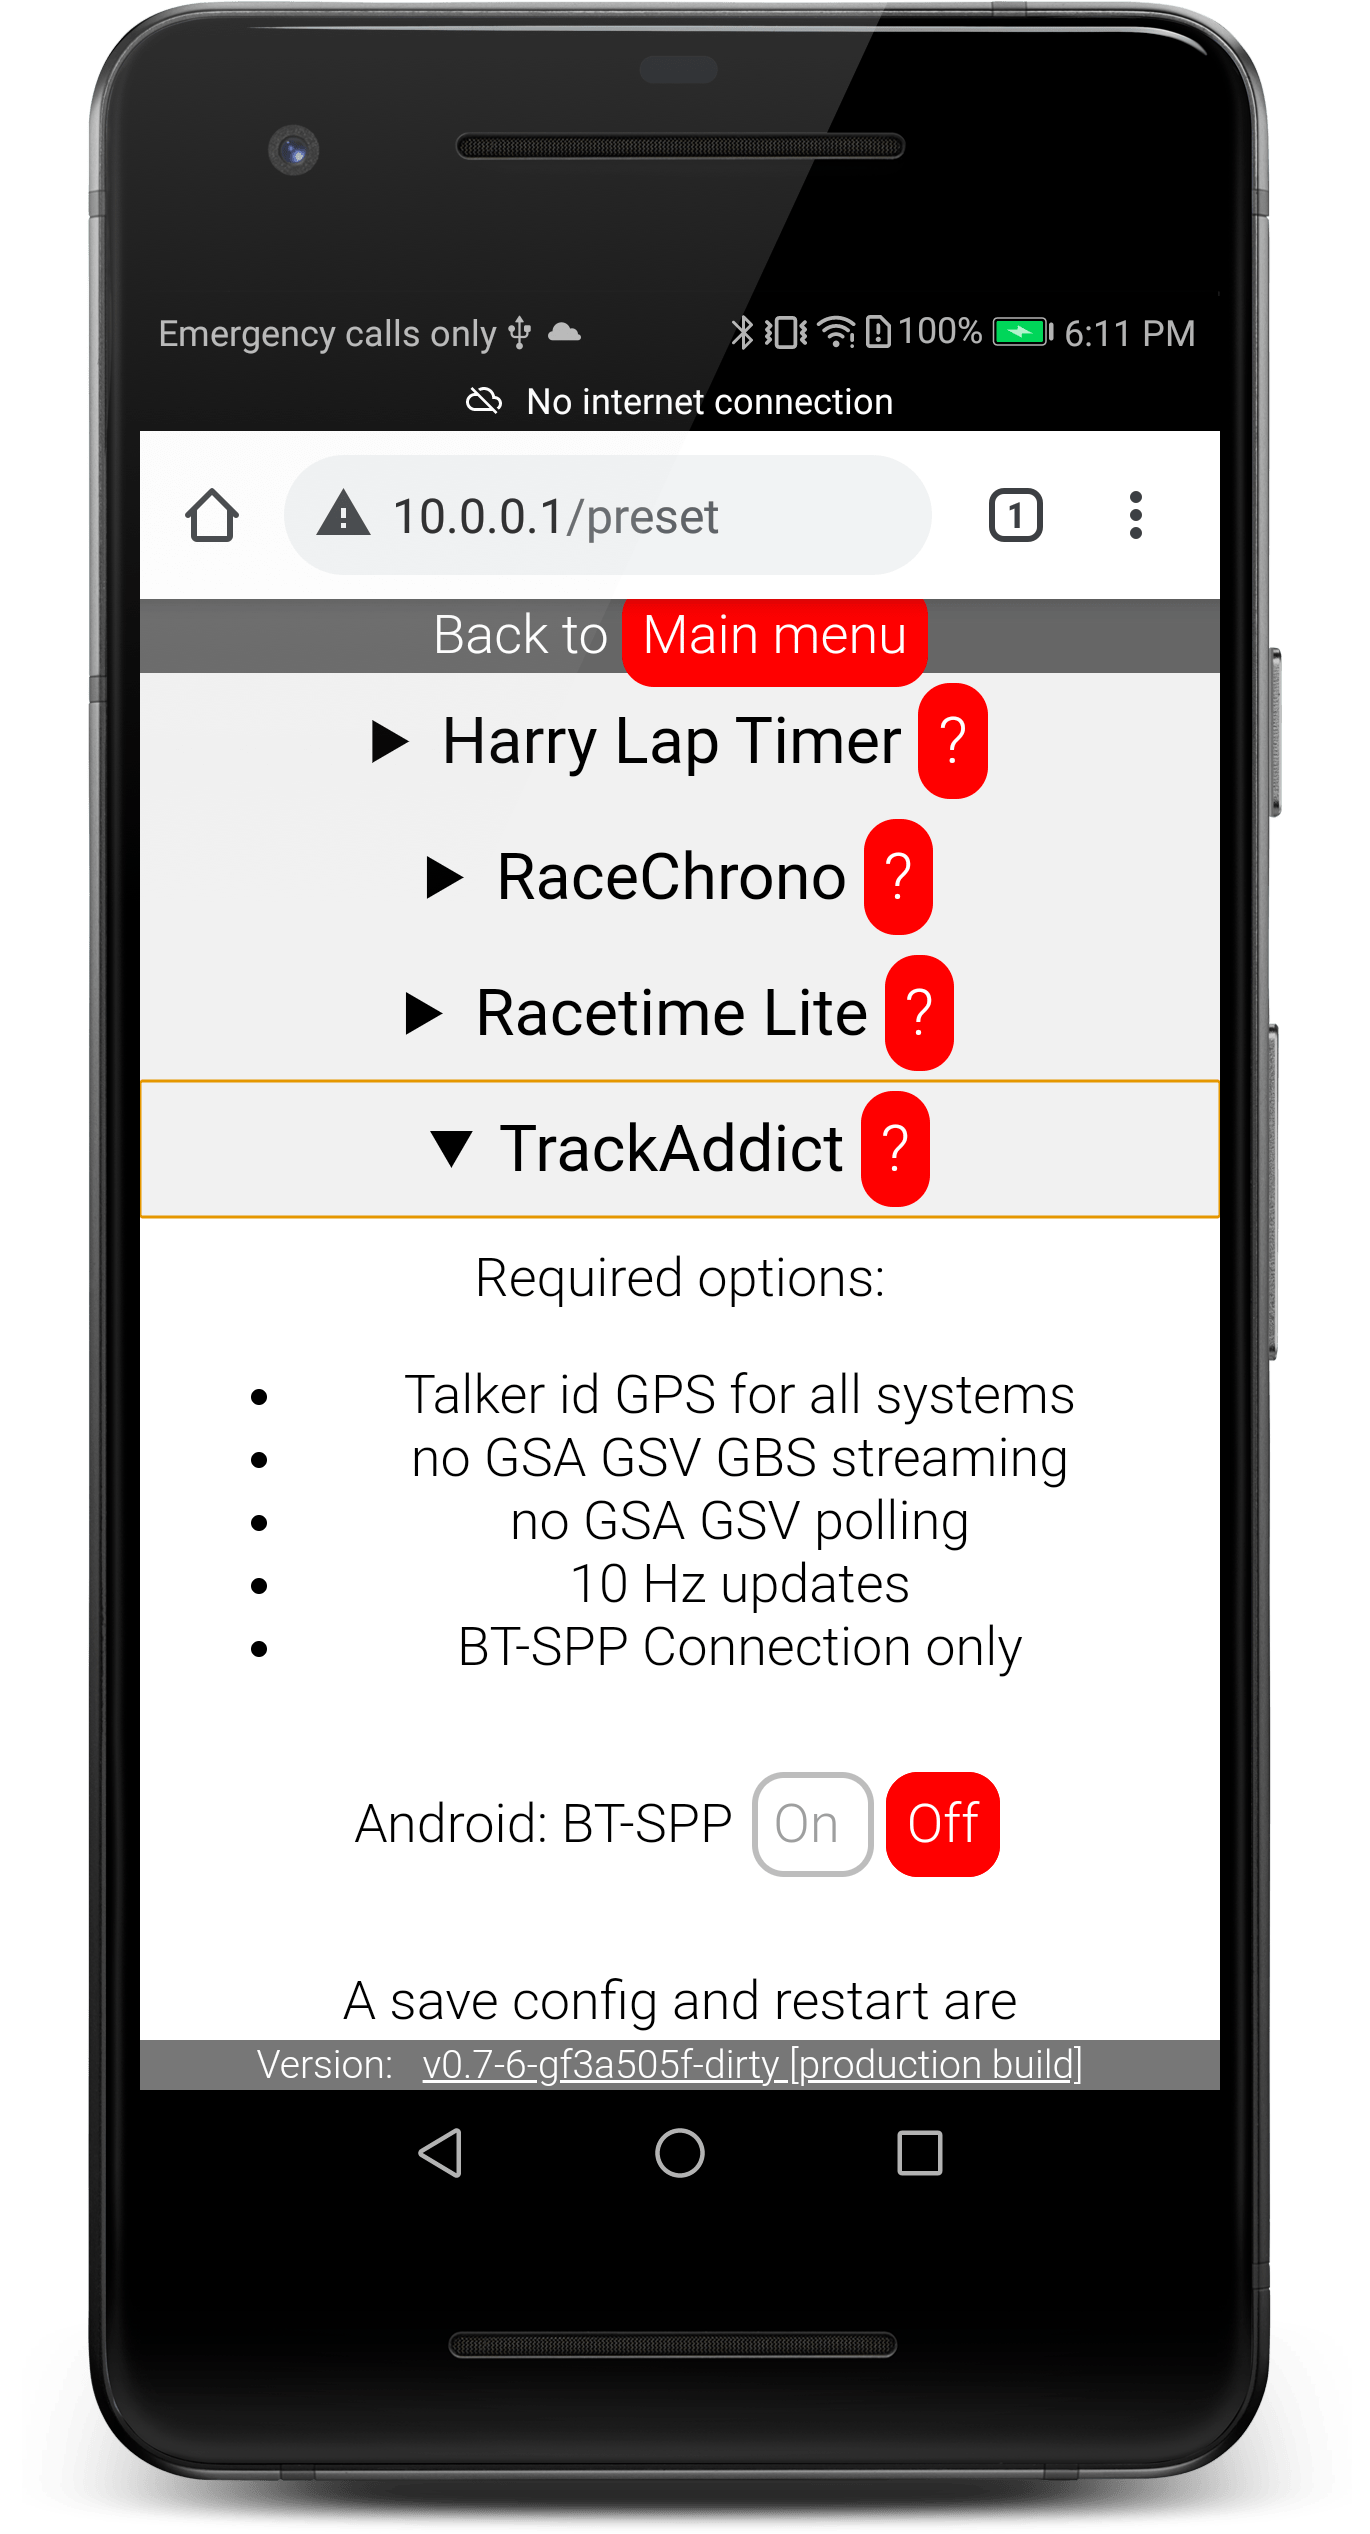 Emergency calls only 100% 6:11 PM
No internet connection
10.0.0.1/preset 1
Back to Main menu
Harry Lap Timer ?
RaceChrono ?
Racetime Lite ?
TrackAddict ?
Required options:
Talker id GPS for all systems
no GSA GSV GBS streaming
no GSA GSV polling
10 Hz updates
BT-SPP Connection only
Android: BT-SPP On Off
A save config and restart are
Version: v0.7-6-gf3a505f-dirty [production build]